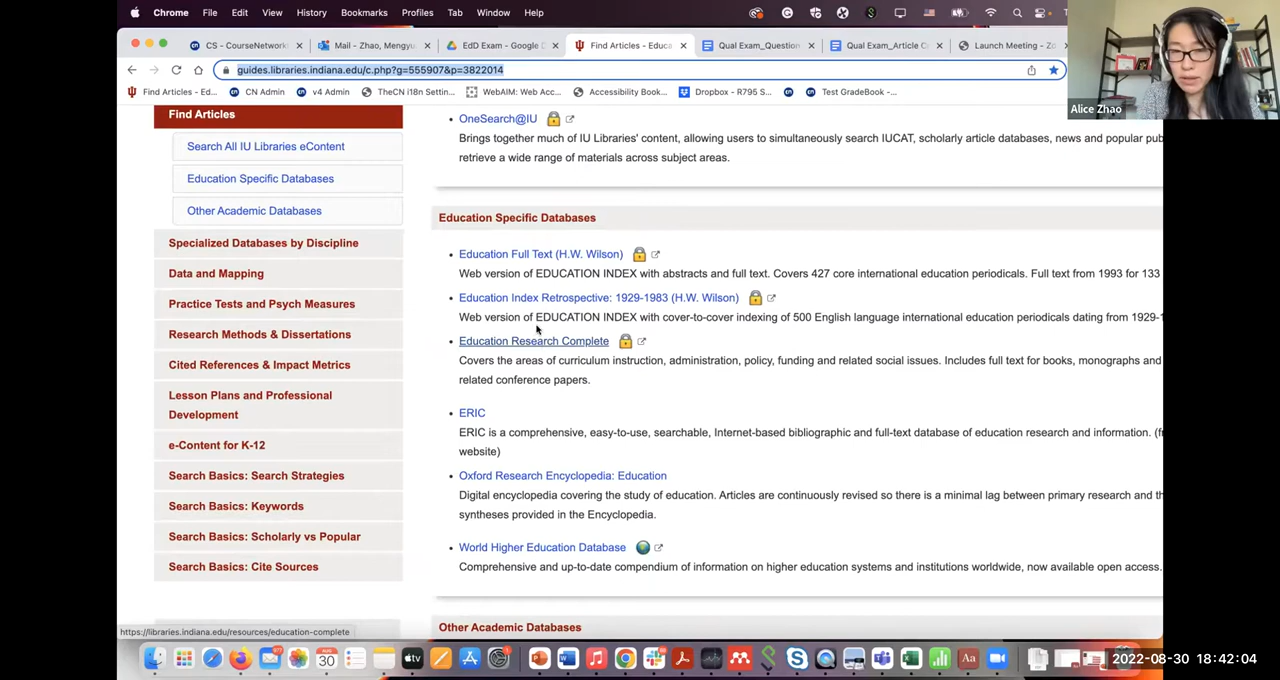 Chrome File Edit View History Bookmarks Profiles Tab Window Help
CS - CourseNetwork Mail - Zhao, Mengyu EdD Exam - Google D Find Articles - Educa Qual Exam_Question Qual Exam_Article C Launch Meeting - Zo
guides.libraries.indiana.edu/c.php?g=555907&p=3822014
Find Articles - Ed... CN Admin v4 Admin TheCN i18n Settin... WebAIM: Web Acc... Accessibility Book... Dropbox - R795 S... Test GradeBook -...
Alice Zhao
Find Articles
Search All IU Libraries eContent
Education Specific Databases
Other Academic Databases
Specialized Databases by Discipline
Data and Mapping
Practice Tests and Psych Measures
Research Methods & Dissertations
Cited References & Impact Metrics
Lesson Plans and Professional
Development
e-Content for K-12
Search Basics: Search Strategies
Search Basics: Keywords
Search Basics: Scholarly vs Popular
Search Basics: Cite Sources
OneSearch@IU
Brings together much of IU Libraries' content, allowing users to simultaneously search IUCAT, scholarly article databases, news and popular pub
retrieve a wide range of materials across subject areas.
Education Specific Databases
Education Full Text (H.W. Wilson)
Web version of EDUCATION INDEX with abstracts and full text. Covers 427 core international education periodicals. Full text from 1993 for 133
Education Index Retrospective: 1929-1983 (H.W. Wilson)
Web version of EDUCATION INDEX with cover-to-cover indexing of 500 English language international education periodicals dating from 1929-1
Education Research Complete
Covers the areas of curriculum instruction, administration, policy, funding and related social issues. Includes full text for books, monographs and
related conference papers.
ERIC
ERIC is a comprehensive, easy-to-use, searchable, Internet-based bibliographic and full-text database of education research and information. (fr
website)
Oxford Research Encyclopedia: Education
Digital encyclopedia covering the study of education. Articles are continuously revised so there is a minimal lag between primary research and th
syntheses provided in the Encyclopedia.
World Higher Education Database
Comprehensive and up-to-date compendium of information on higher education systems and institutions worldwide, now available open access.
Other Academic Databases
https://libraries.indiana.edu/resources/education-complete
AUG
30
tv
Aa
2022-08-30 18:42:04